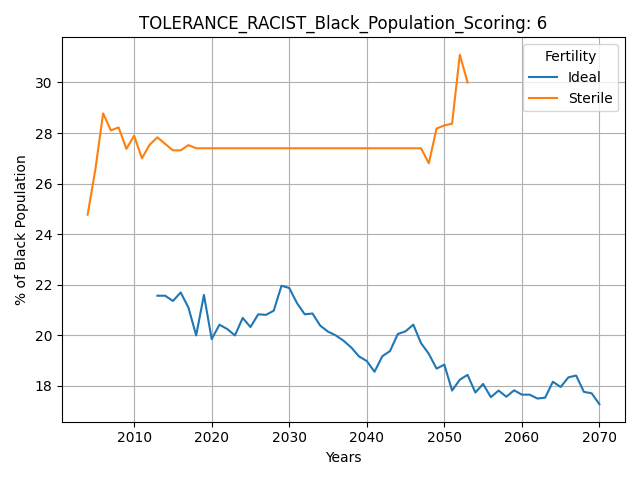 TOLERANCE_RACIST_Black_Population_Scoring: 6
Fertility
Ideal
Sterile
% of Black Population
30
28
26
24
22
20
18
2010 2020 2030 2040 2050 2060 2070
Years